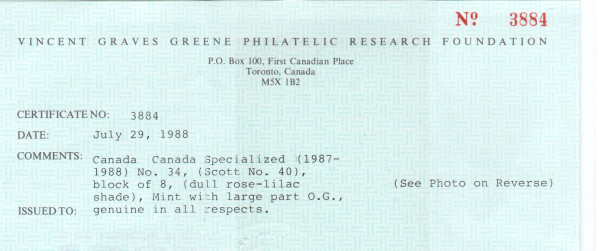 Nº 3884
VINCENT GRAVES GREENE PHILATELIC RESEARCH FOUNDATION
P.O. Box 100, First Canadian Place
Toronto, Canada
M5X 1B2
CERTIFICATE NO: 3884
DATE: July 29, 1988
COMMENTS: Canada Canada Specialized (1987-
1988) No. 34, (Scott No. 40),
block of 8, (dull rose-lilac (See Photo on Reverse)
shade), Mint with large part O.G.,
ISSUED TO: genuine in all respects.